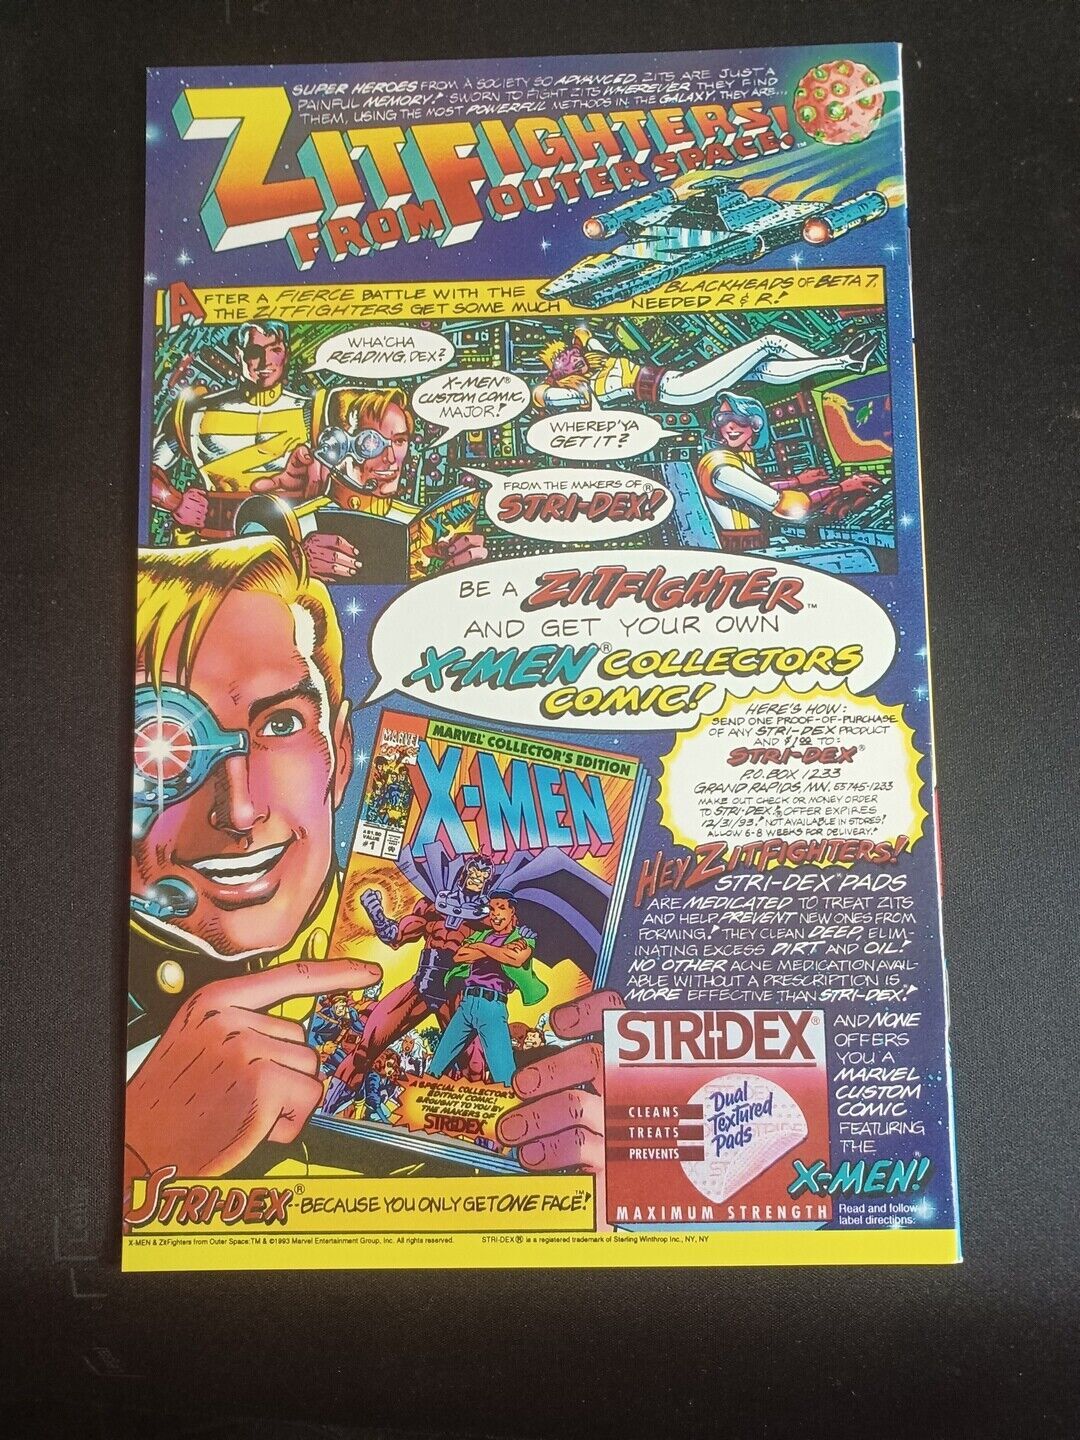 SUPER HEROES FROM A SOCIETY SO ADVANCED, ZITS ARE JUST A
PAINFUL MEMORY! SWORN TO FIGHT ZITS WHEREVER THEY FIND
THEM, USING THE MOST POWERFUL METHODS IN THE GALAXY, THEY ARE...
ZITFIGHTERS
FROM OUTER SPACE!™
AFTER A FIERCE BATTLE WITH THE BLACKHEADS OF BETA 7,
THE ZITFIGHTERS GET SOME MUCH NEEDED R & R!
WHA'CHA
READING, DEX?
X-MEN®
CUSTOM COMIC,
MAJOR!
WHERED'YA
GET IT?
FROM THE MAKERS OF
STRI-DEX!®
X-MEN
BE A ZITFIGHTER™
AND GET YOUR OWN
X-MEN® COLLECTORS
COMIC!
HERE'S HOW:
SEND ONE PROOF-OF-PURCHASE
OF ANY STRI-DEX PRODUCT
AND $1.00 TO:
STRI-DEX®
P.O. BOX 1233
GRAND RAPIDS, MN. 55745-1233
MAKE OUT CHECK OR MONEY ORDER
TO STRI-DEX.® OFFER EXPIRES
12/31/93! NOT AVAILABLE IN STORES!
ALLOW 6-8 WEEKS FOR DELIVERY!
MARVEL COLLECTOR'S EDITION
MARVEL
COMICS
X-MEN
A $1.50
VALUE
#1
A SPECIAL COLLECTOR'S
EDITION COMIC!
BROUGHT TO YOU BY
THE MAKERS OF
STRIDEX
HEY ZITFIGHTERS!
STRI-DEX® PADS
ARE MEDICATED TO TREAT ZITS
AND HELP PREVENT NEW ONES FROM
FORMING! THEY CLEAN DEEP, ELIM-
INATING EXCESS DIRT AND OIL!
NO OTHER ACNE MEDICATION AVAIL-
ABLE WITHOUT A PRESCRIPTION IS
MORE EFFECTIVE THAN STRI-DEX!®
AND NONE
OFFERS
YOU A
MARVEL
CUSTOM
COMIC
FEATURING
THE
X-MEN!®
Read and follow
label directions.
STRI-DEX®
CLEANS
TREATS
PREVENTS
Dual
Textured
Pads
MAXIMUM STRENGTH
STRI-DEX®--BECAUSE YOU ONLY GET ONE FACE!™
X-MEN & ZitFighters from Outer Space:TM & ©1993 Marvel Entertainment Group, Inc. All rights reserved. STRI-DEX® is a registered trademark of Sterling Winthrop Inc., NY, NY